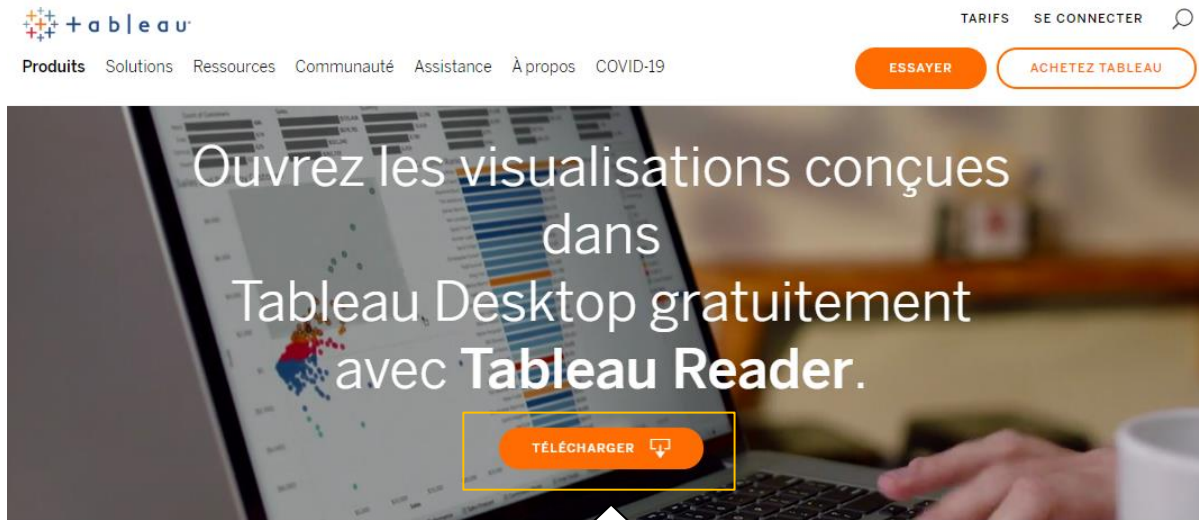 tableau
TARIFS SE CONNECTER
Produits Solutions Ressources Communauté Assistance À propos COVID-19
ESSAYER ACHETEZ TABLEAU
Ouvrez les visualisations conçues
dans
Tableau Desktop gratuitement
avec Tableau Reader.
TÉLÉCHARGER